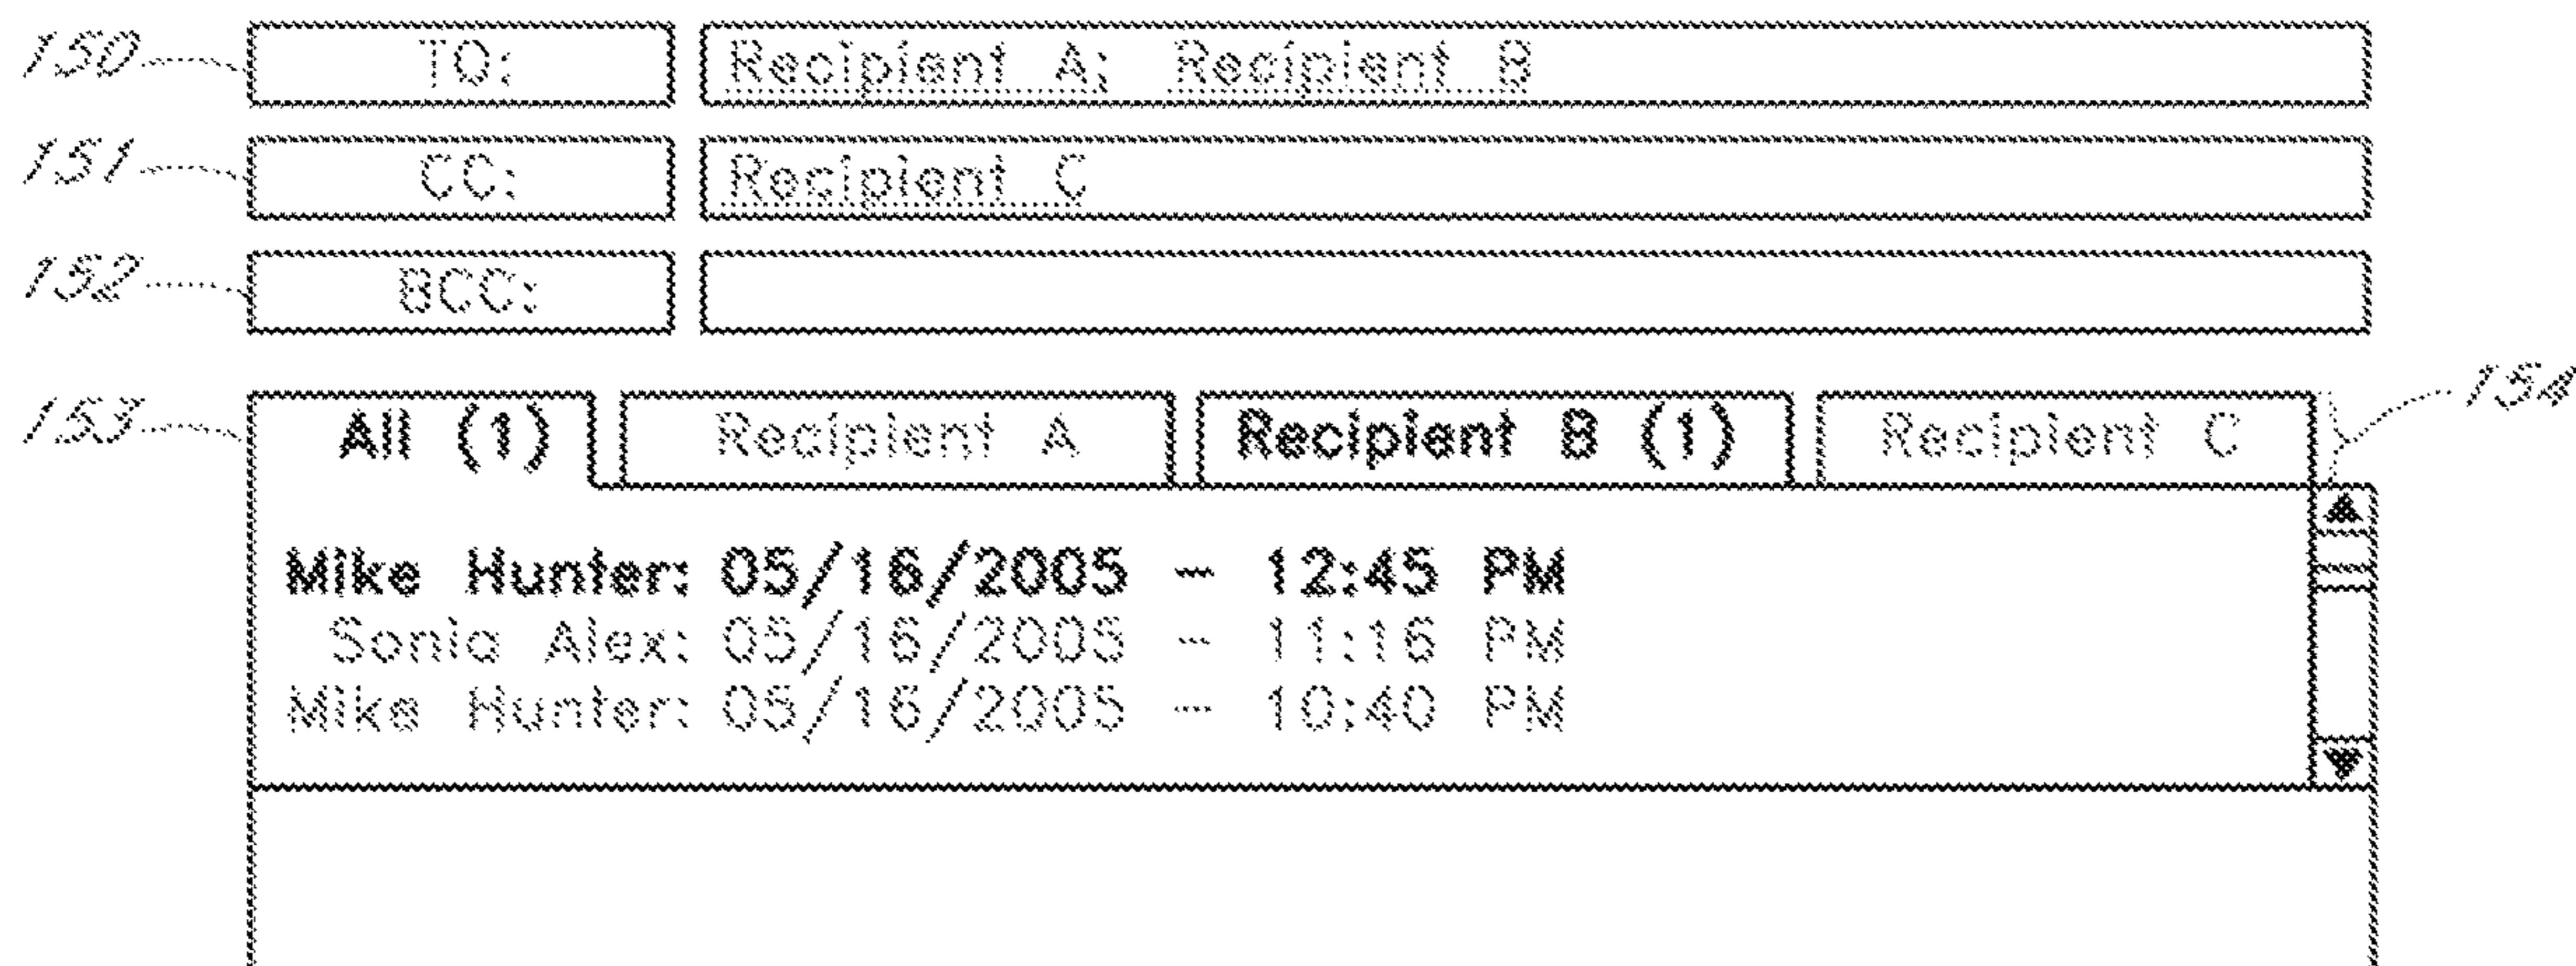 150 TO: Recipient A; Recipient B
151 CC: Recipient C
152 BCC:
154
153 All (1) Recipient A Recipient B (1) Recipient C
Mike Hunter: 05/16/2005 - 12:45 PM
Sonia Alex: 05/16/2005 - 11:16 PM
Mike Hunter: 05/16/2005 - 10:40 PM